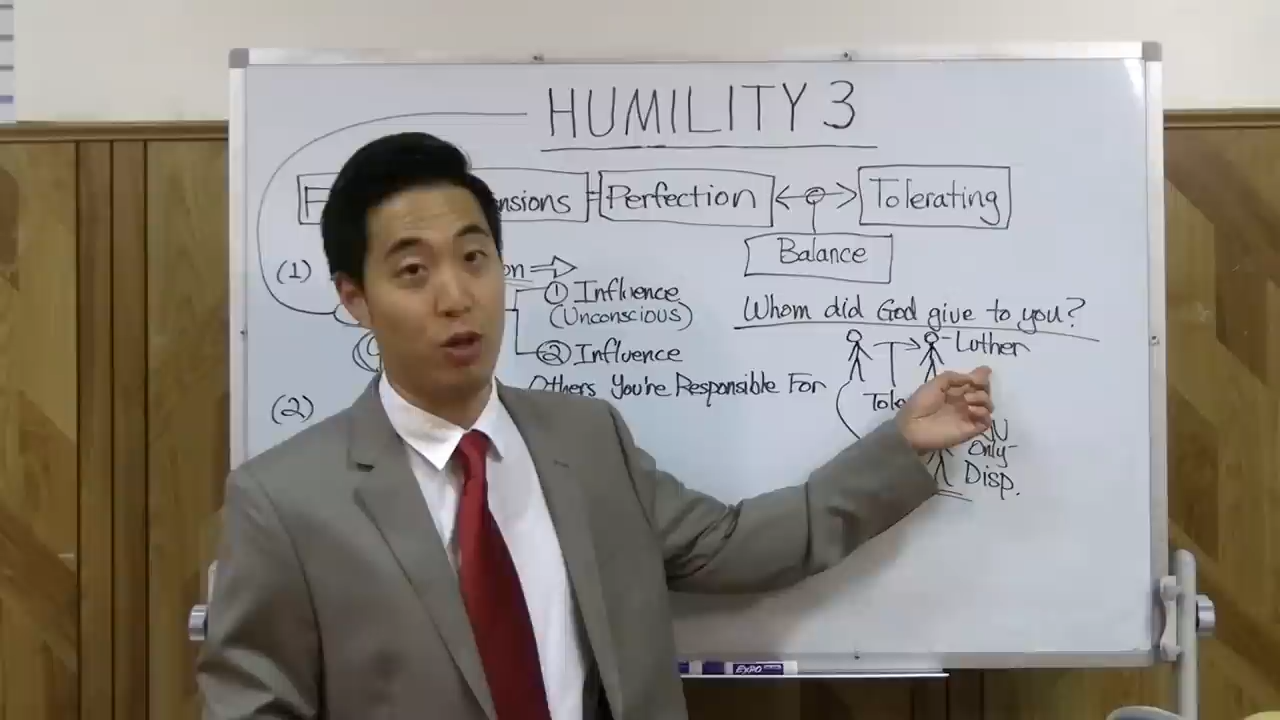 HUMILITY 3
Perfection
Tolerating
Balance
(1)
① Influence
(Unconscious)
② Influence
Others You're Responsible For
(2)
Whom did God give to you?
Luther
Only-
Disp.
EXPO